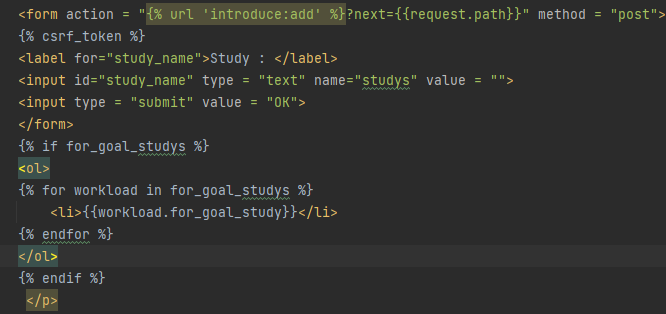 <form action = "{% url 'introduce:add' %}?next={{request.path}}" method = "post">
{% csrf_token %}
<label for="study_name">Study : </label>
<input id="study_name" type = "text" name="studys" value = "">
<input type = "submit" value = "OK">
</form>
{% if for_goal_studys %}
<ol>
{% for workload in for_goal_studys %}
    <li>{{workload.for_goal_study}}</li>
{% endfor %}
</ol>
{% endif %}
 </p>